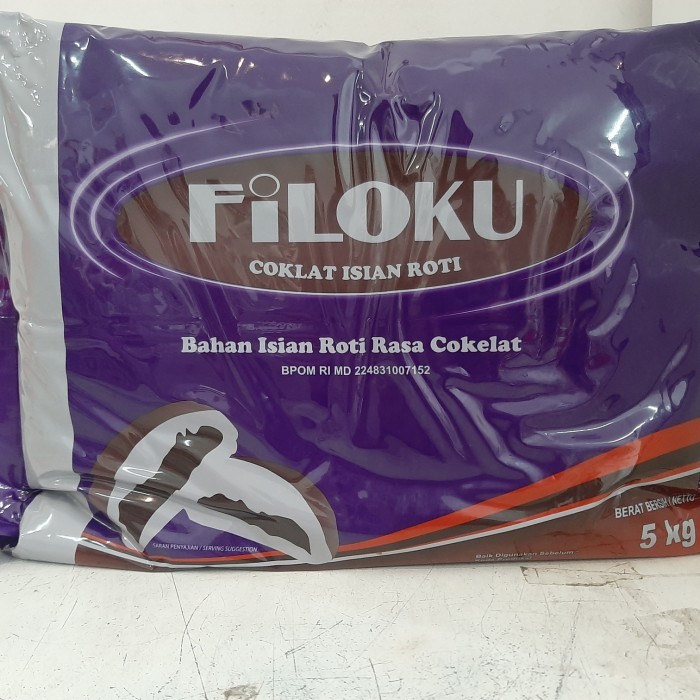 FiLOKU
COKLAT ISIAN ROTI
Bahan Isian Roti Rasa Cokelat
BPOM RI MD 224831007152
BERAT BERSIH / NETTO
5 kg
SARAN PENYAJIAN / SERVING SUGGESTION
Baik Digunakan Sebelum